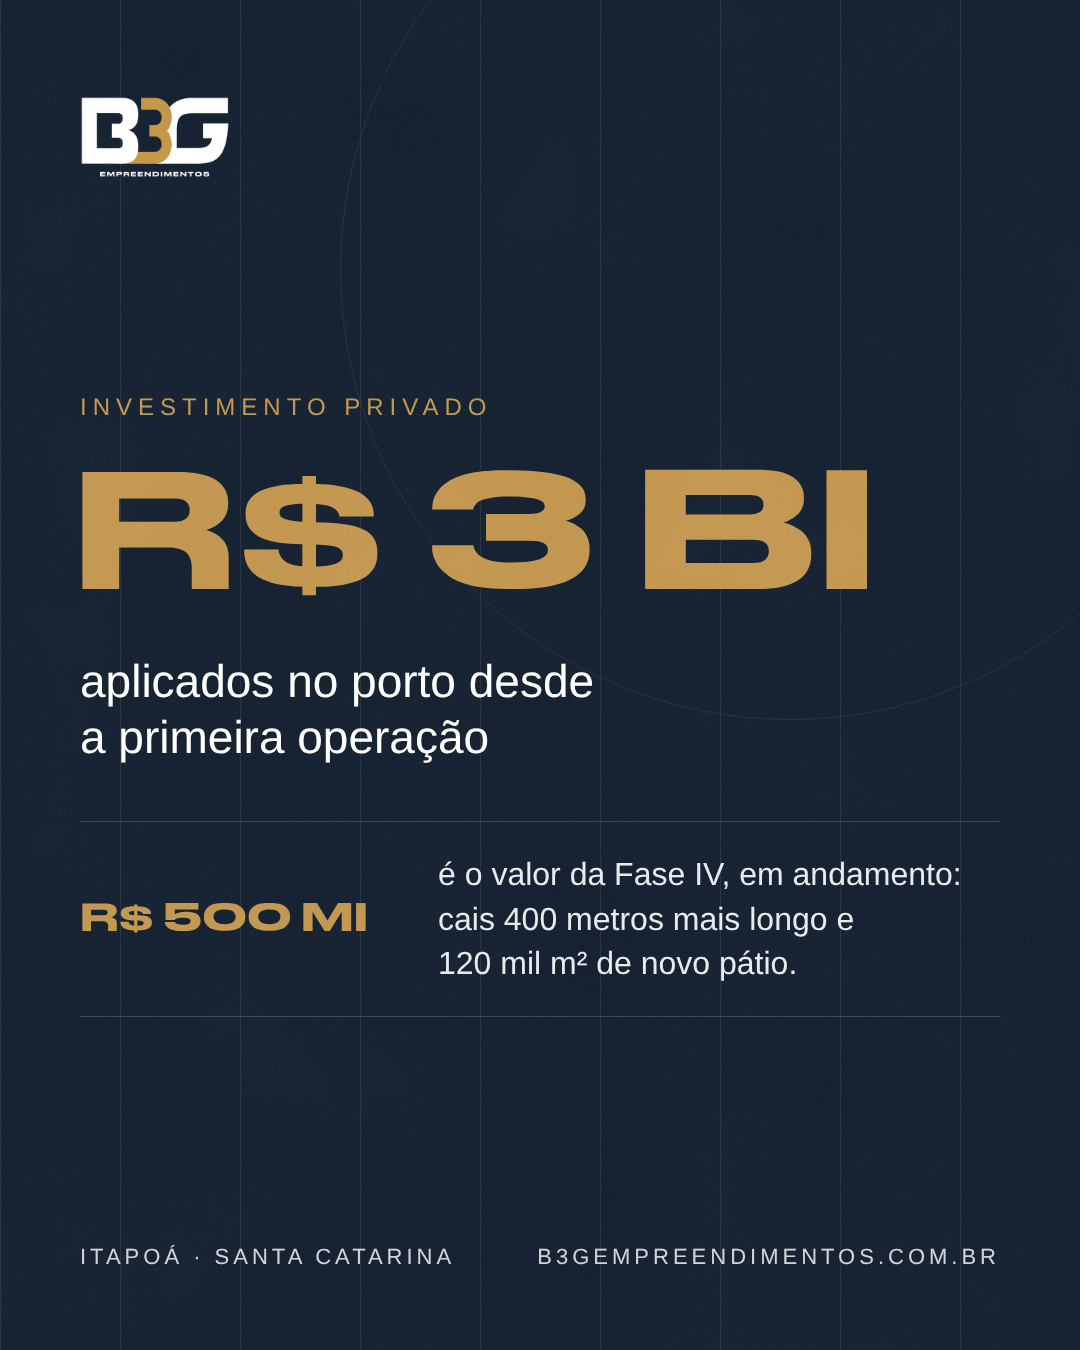 B3G
EMPREENDIMENTOS
INVESTIMENTO PRIVADO
R$ 3 BI
aplicados no porto desde
a primeira operação
R$ 500 MI
é o valor da Fase IV, em andamento:
cais 400 metros mais longo e
120 mil m² de novo pátio.
ITAPOÁ · SANTA CATARINA
B3GEMPREENDIMENTOS.COM.BR